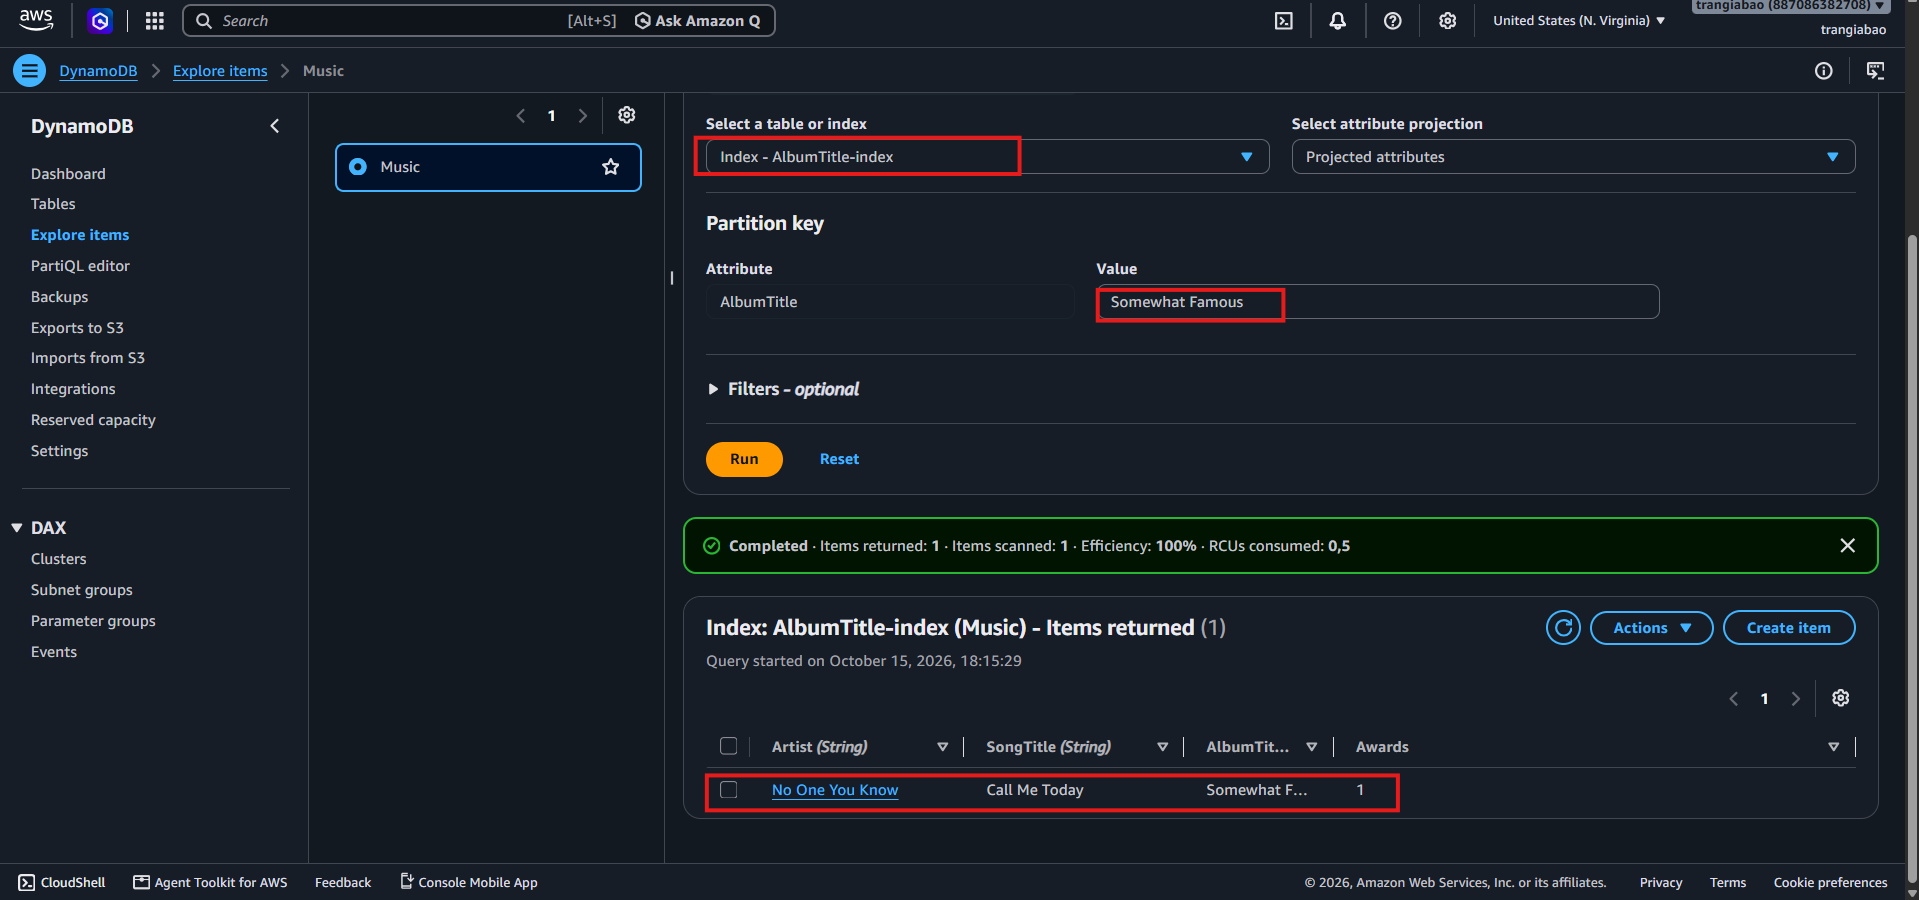 aws
Search [Alt+S] Ask Amazon Q
United States (N. Virginia)
trangiabao (887086382708)
trangiabao
DynamoDB
Explore items
Music
DynamoDB
Dashboard
Tables
Explore items
PartiQL editor
Backups
Exports to S3
Imports from S3
Integrations
Reserved capacity
Settings
DAX
Clusters
Subnet groups
Parameter groups
Events
1
Music
Select a table or index
Index - AlbumTitle-index
Select attribute projection
Projected attributes
Partition key
Attribute
AlbumTitle
Value
Somewhat Famous
Filters - optional
Run
Reset
Completed · Items returned: 1 · Items scanned: 1 · Efficiency: 100% · RCUs consumed: 0,5
Index: AlbumTitle-index (Music) - Items returned (1)
Query started on October 15, 2026, 18:15:29
Actions
Create item
1
Artist (String) SongTitle (String) AlbumTit... Awards
No One You Know Call Me Today Somewhat F... 1
CloudShell
Agent Toolkit for AWS
Feedback
Console Mobile App
© 2026, Amazon Web Services, Inc. or its affiliates.
Privacy
Terms
Cookie preferences